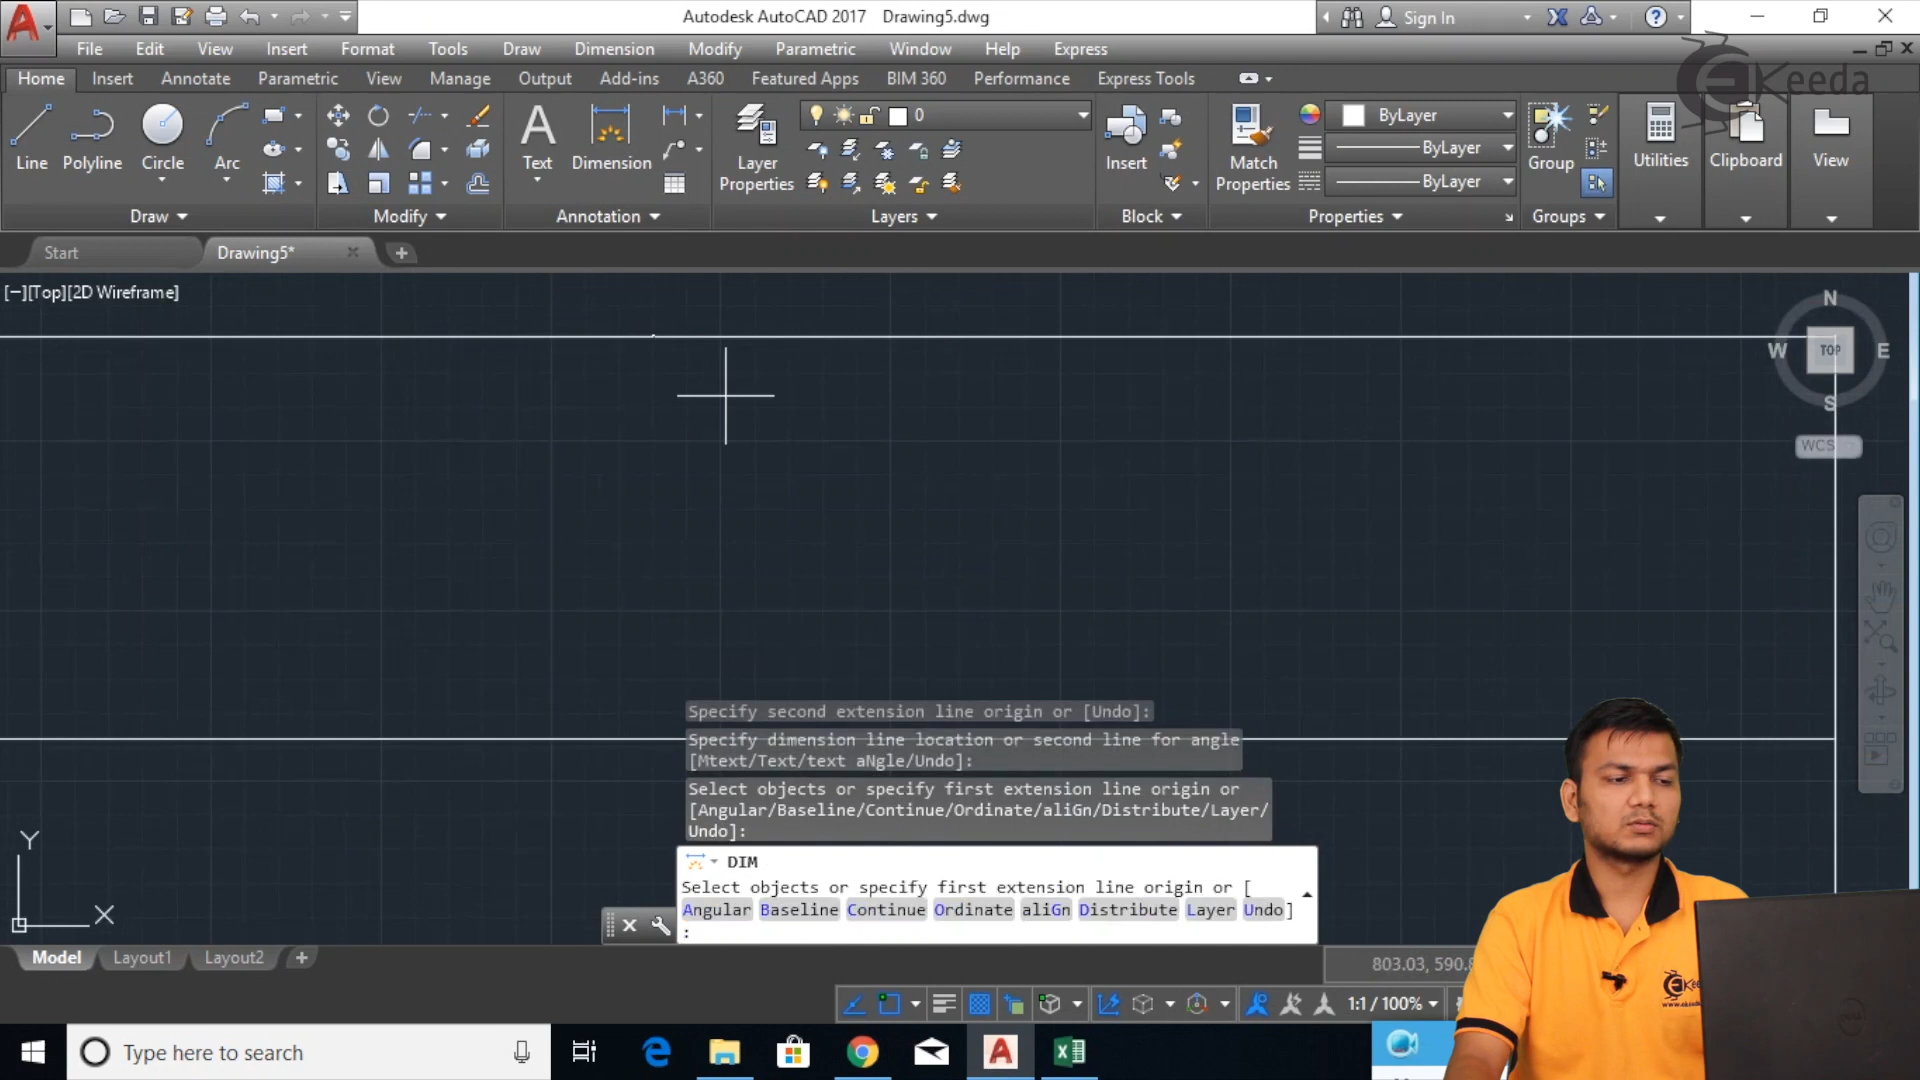 Autodesk AutoCAD 2017 Drawing5.dwg
Sign In
File Edit View Insert Format Tools Draw Dimension Modify Parametric Window Help Express
Home Insert Annotate Parametric View Manage Output Add-ins A360 Featured Apps BIM 360 Performance Express Tools
Keeda
0
ByLayer
ByLayer
ByLayer
Line Polyline Circle Arc
Text Dimension
Layer
Properties
Insert
Match
Properties
Group
Utilities
Clipboard
View
Draw Modify Annotation Layers Block Properties Groups
Start Drawing5*
[−][Top][2D Wireframe]
N
W TOP E
S
WCS
Specify second extension line origin or [Undo]:
Specify dimension line location or second line for angle
[Mtext/Text/text aNgle/Undo]:
Select objects or specify first extension line origin or
[Angular/Baseline/Continue/Ordinate/aliGn/Distribute/Layer/
Undo]:
DIM
Select objects or specify first extension line origin or [
Angular Baseline Continue Ordinate aliGn Distribute Layer Undo]
:
Y
X
Model Layout1 Layout2
803.03, 590.
1:1 / 100%
Type here to search